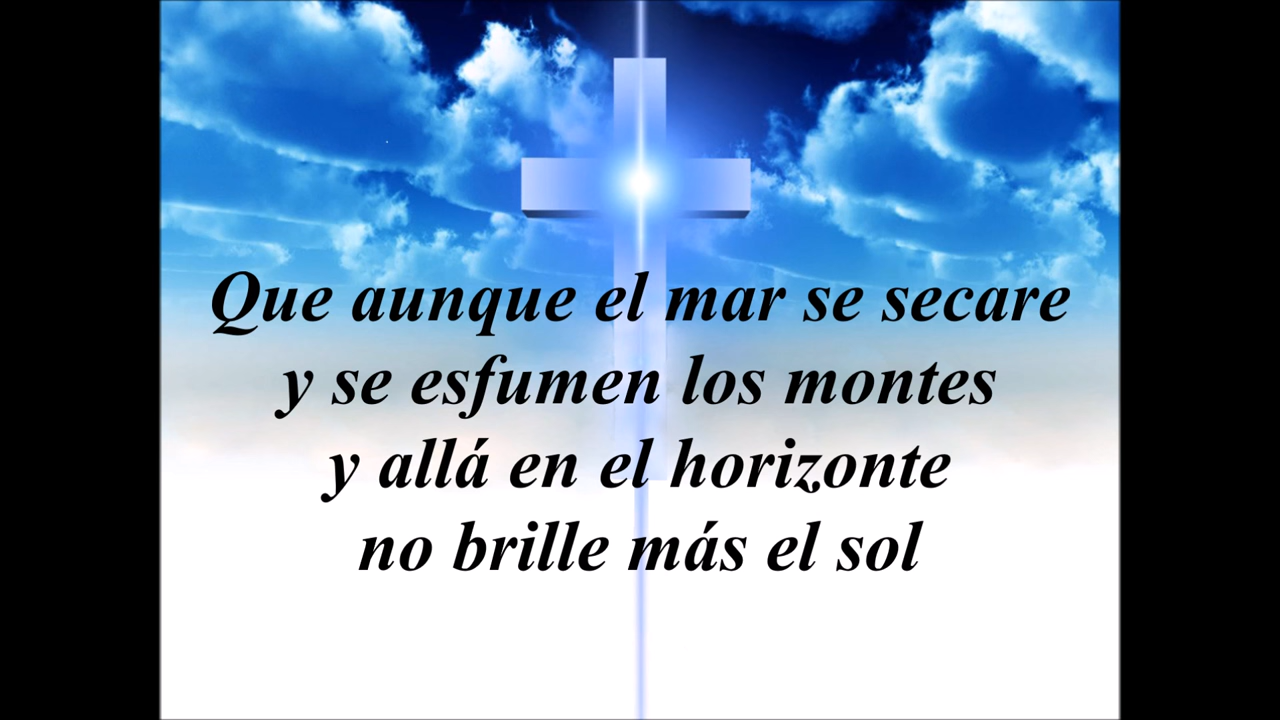 Que aunque el mar se secare
y se esfumen los montes
y allá en el horizonte
no brille más el sol